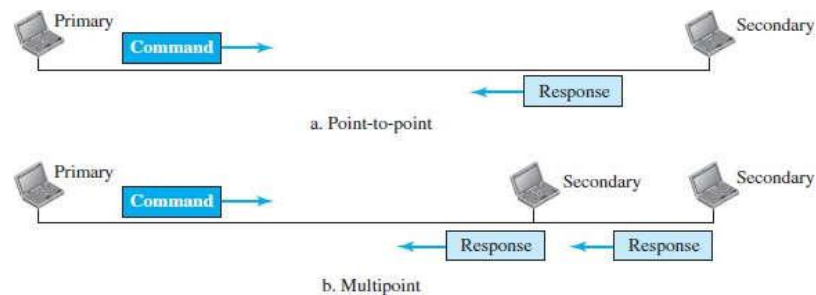 Primary
Command
Secondary
Response
a. Point-to-point
Primary
Command
Secondary
Secondary
Response
Response
b. Multipoint